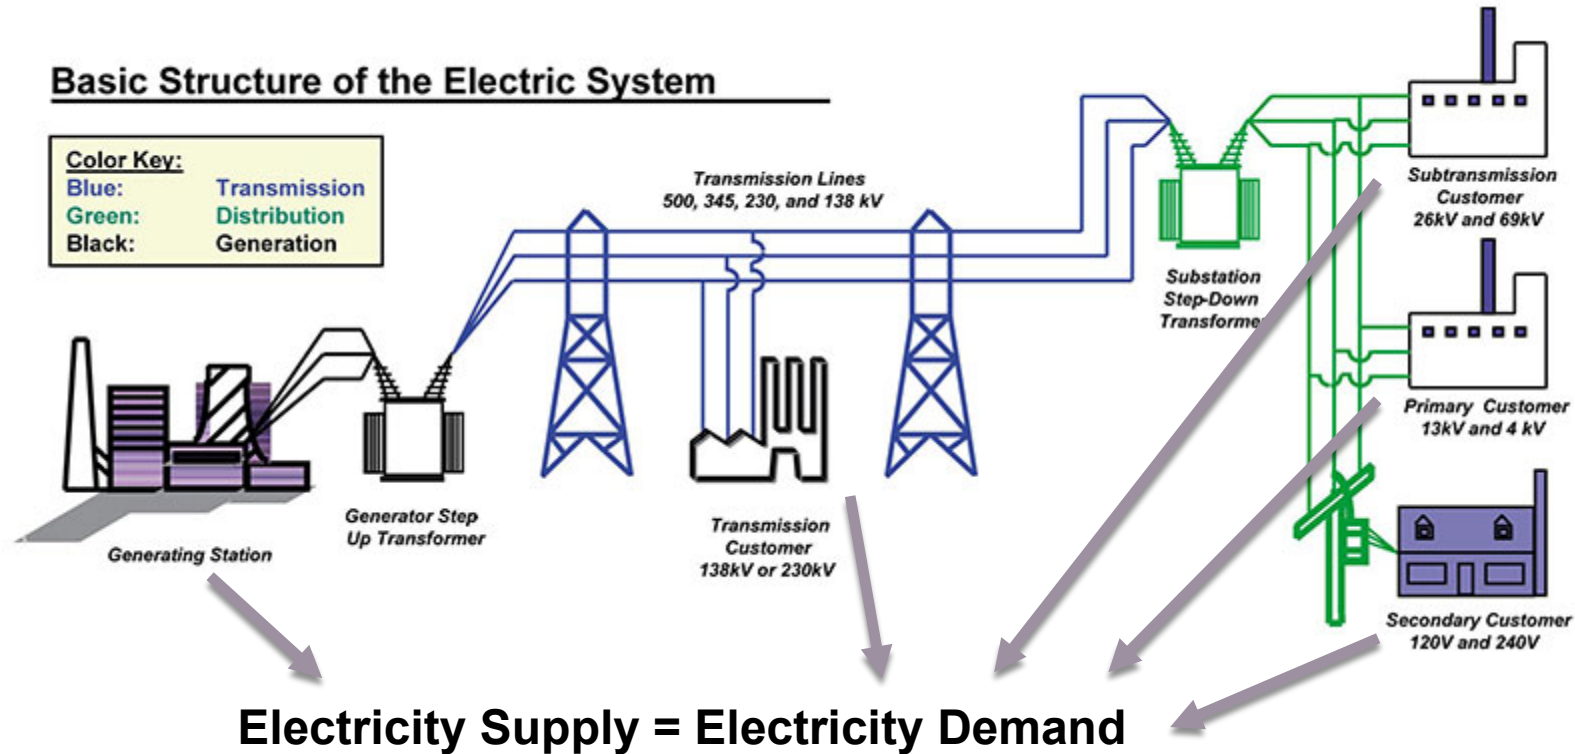 Basic Structure of the Electric System
Color Key:
Blue: Transmission
Green: Distribution
Black: Generation
Transmission Lines
500, 345, 230, and 138 kV
Subtransmission
Customer
26kV and 69kV
Substation
Step-Down
Transformer
Primary Customer
13kV and 4 kV
Generator Step
Up Transformer
Generating Station
Transmission
Customer
138kV or 230kV
Secondary Customer
120V and 240V
Electricity Supply = Electricity Demand